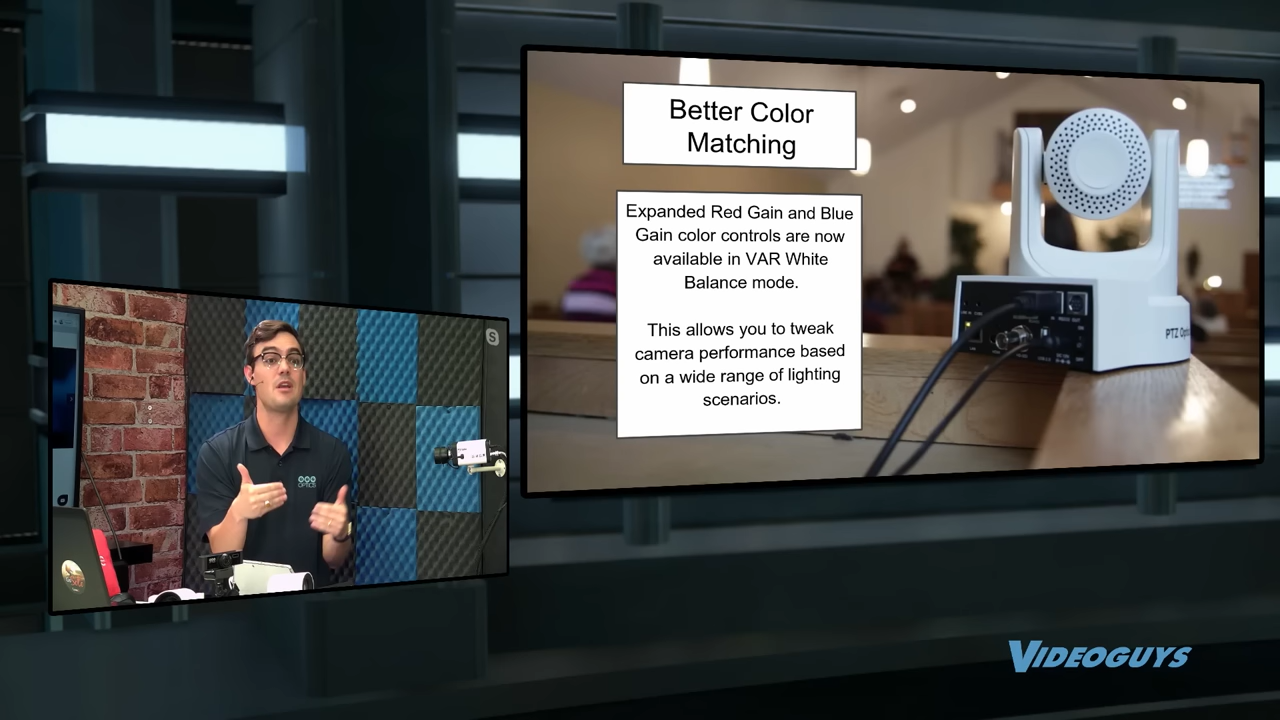 Better Color
Matching
Expanded Red Gain and Blue
Gain color controls are now
available in VAR White
Balance mode.
This allows you to tweak
camera performance based
on a wide range of lighting
scenarios.
PTZ Optics
OPTICS
S
VIDEOGUYS